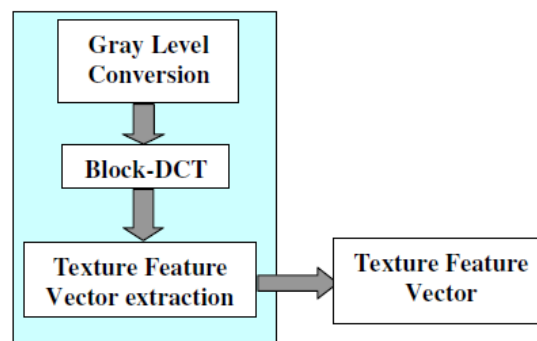 Gray Level
Conversion
Block-DCT
Texture Feature
Vector extraction
Texture Feature
Vector